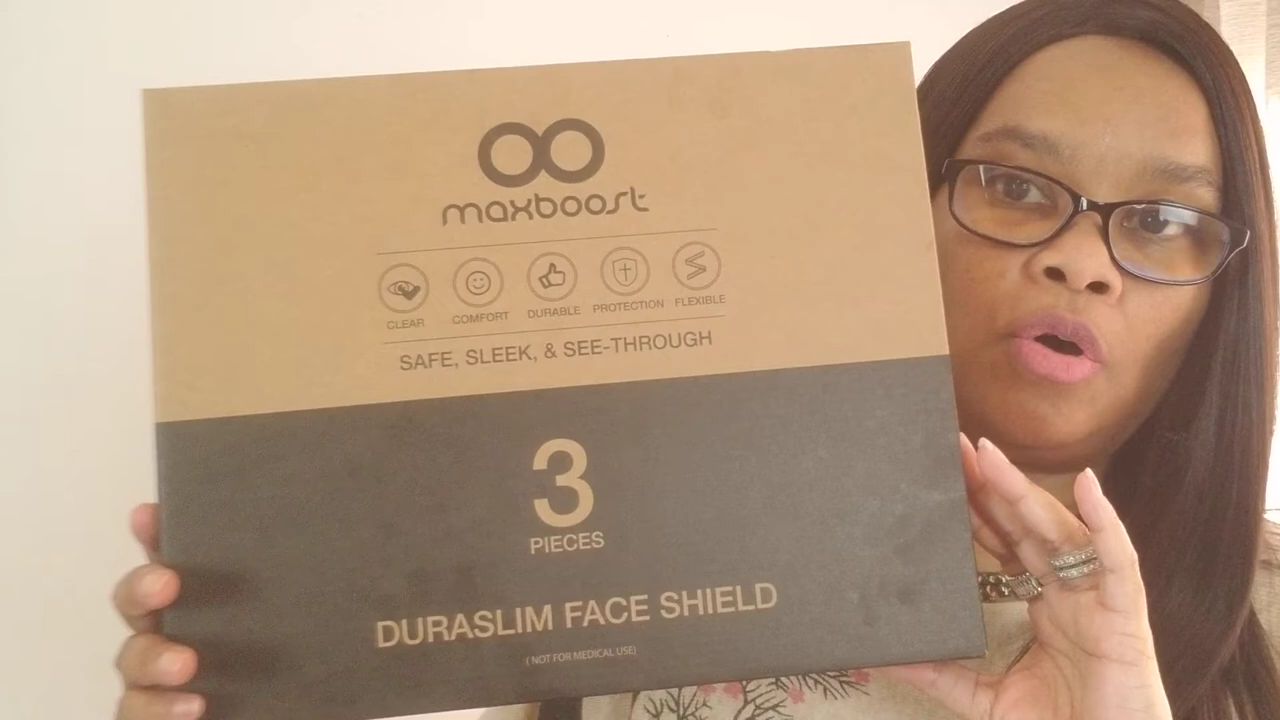 maxboost
CLEAR COMFORT DURABLE PROTECTION FLEXIBLE
SAFE, SLEEK, & SEE-THROUGH
3
PIECES
DURASLIM FACE SHIELD
( NOT FOR MEDICAL USE)